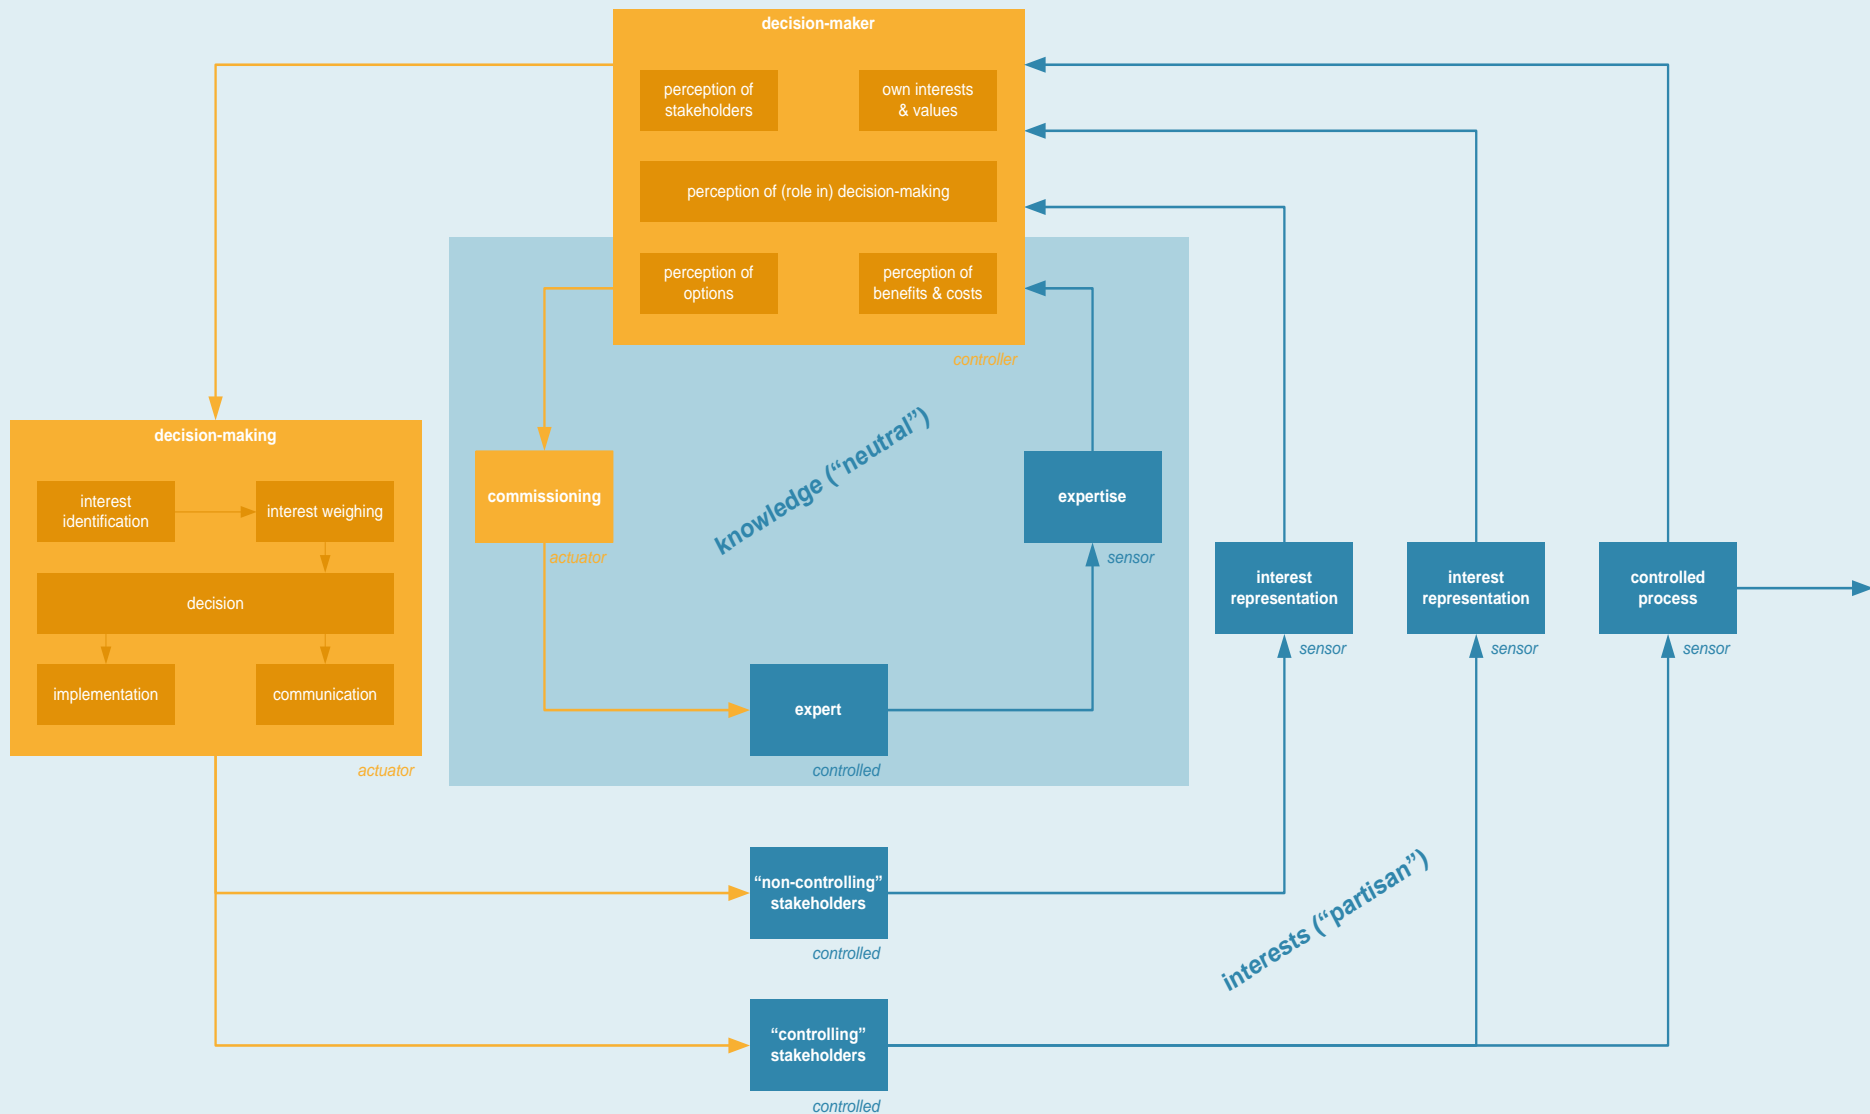 decision-maker
perception of
stakeholders
own interests
& values
perception of (role in) decision-making
perception of
options
perception of
benefits & costs
controller
decision-making
interest
identification
interest weighing
decision
implementation
communication
actuator
knowledge (“neutral”)
commissioning
actuator
expertise
sensor
expert
controlled
interest
representation
sensor
interest
representation
sensor
controlled
process
sensor
“non-controlling”
stakeholders
controlled
interests (“partisan”)
“controlling”
stakeholders
controlled